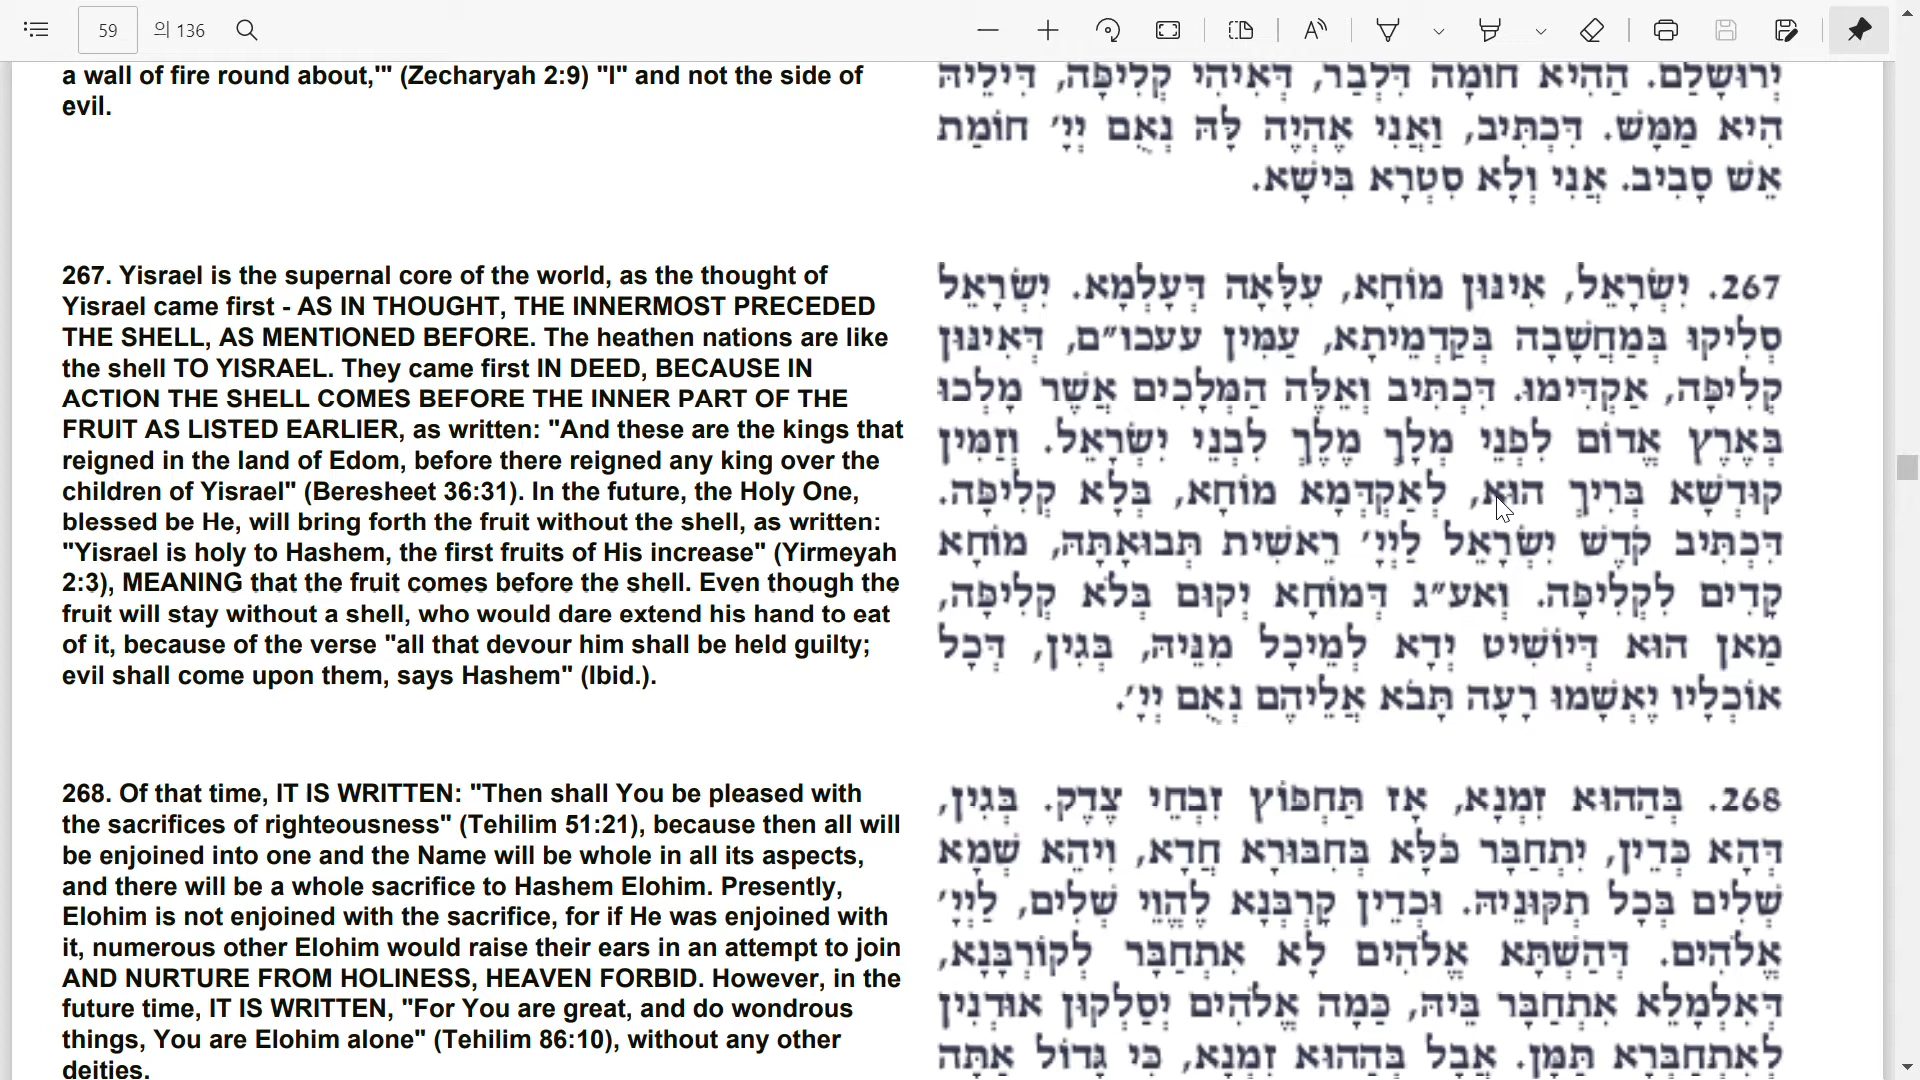 59
의 136
a wall of fire round about,'" (Zecharyah 2:9) "I" and not the side of
evil.
יְרוּשָׁלַם. הַהִיא חוֹמָה דִּלְבַר, דְּאִיהִי קְלִיפָּה, דִּילֵיהּ
הִיא מַמָּשׁ. דִּכְתִּיב, וַאֲנִי אֶהְיֶה לָּהּ נְאֻם יְיָ׳ חוֹמַת
אֵשׁ סָבִיב. אֲנִי וְלָא סִטְרָא בִּישָׁא.
267. Yisrael is the supernal core of the world, as the thought of
Yisrael came first - AS IN THOUGHT, THE INNERMOST PRECEDED
THE SHELL, AS MENTIONED BEFORE. The heathen nations are like
the shell TO YISRAEL. They came first IN DEED, BECAUSE IN
ACTION THE SHELL COMES BEFORE THE INNER PART OF THE
FRUIT AS LISTED EARLIER, as written: "And these are the kings that
reigned in the land of Edom, before there reigned any king over the
children of Yisrael" (Beresheet 36:31). In the future, the Holy One,
blessed be He, will bring forth the fruit without the shell, as written:
"Yisrael is holy to Hashem, the first fruits of His increase" (Yirmeyah
2:3), MEANING that the fruit comes before the shell. Even though the
fruit will stay without a shell, who would dare extend his hand to eat
of it, because of the verse "all that devour him shall be held guilty;
evil shall come upon them, says Hashem" (Ibid.).
267. יִשְׂרָאֵל, אִינּוּן מוֹחָא, עִלָּאָה דְּעָלְמָא. יִשְׂרָאֵל
סְלִיקוּ בְּמַחֲשָׁבָה בְּקַדְמֵיתָא, עַמִּין עעכו״ם, דְּאִינּוּן
קְלִיפָּה, אַקְדִּימוּ. דִּכְתִּיב וְאֵלֶּה הַמְּלָכִים אֲשֶׁר מָלְכוּ
בְּאֶרֶץ אֱדוֹם לִפְנֵי מְלָךְ מֶלֶךְ לִבְנֵי יִשְׂרָאֵל. וְזַמִּין
קוּדְשָׁא בְּרִיךְ הוּא, לְאַקְדְּמָא מוֹחָא, בְּלָא קְלִיפָּה.
דִּכְתִּיב קֹדֶשׁ יִשְׂרָאֵל לַיְיָ׳ רֵאשִׁית תְּבוּאָתֹה, מוֹחָא
קָדִים לִקְלִיפָּה. וְאע״ג דְּמוֹחָא יְקוּם בְּלֹא קְלִיפָּה,
מַאן הוּא דְּיוֹשִׁיט יְדָא לְמֵיכָל מִנֵּיהּ, בְּגִין, דְּכָל
אוֹכְלָיו יֶאְשָׁמוּ רָעָה תָּבֹא אֲלֵיהֶם נְאֻם יְיָ׳.
268. Of that time, IT IS WRITTEN: "Then shall You be pleased with
the sacrifices of righteousness" (Tehilim 51:21), because then all will
be enjoined into one and the Name will be whole in all its aspects,
and there will be a whole sacrifice to Hashem Elohim. Presently,
Elohim is not enjoined with the sacrifice, for if He was enjoined with
it, numerous other Elohim would raise their ears in an attempt to join
AND NURTURE FROM HOLINESS, HEAVEN FORBID. However, in the
future time, IT IS WRITTEN, "For You are great, and do wondrous
things, You are Elohim alone" (Tehilim 86:10), without any other
deities.
268. בְּהַהוּא זִמְנָא, אָז תַּחְפּוֹץ זִבְחֵי צֶדֶק. בְּגִין,
דְּהָא כְּדֵין, יִתְחַבָּר כֹּלָּא בְּחִבּוּרָא חֲדָא, וִיהֵא שְׁמָא
שְׁלִים בְּכָל תִּקּוּנֵיהּ. וּכְדֵין קָרְבְּנָא לֶהֱוֵי שְׁלִים, לַיְיָ׳
אֱלֹהִים. דְּהַשְׁתָּא אֱלֹהִים לָא אִתְחַבָּר לְקוֹרְבָּנָא,
דְּאִלְמָלֵא אִתְחַבָּר בֵּיהּ, כַּמָה אֱלֹהִים יְסַלְּקוּן אוּדְנִין
לְאִתְחַבְּרָא תַּמָּן. אֲבָל בְּהַהוּא זִמְנָא, כִּי גָּדוֹל אַתָּה